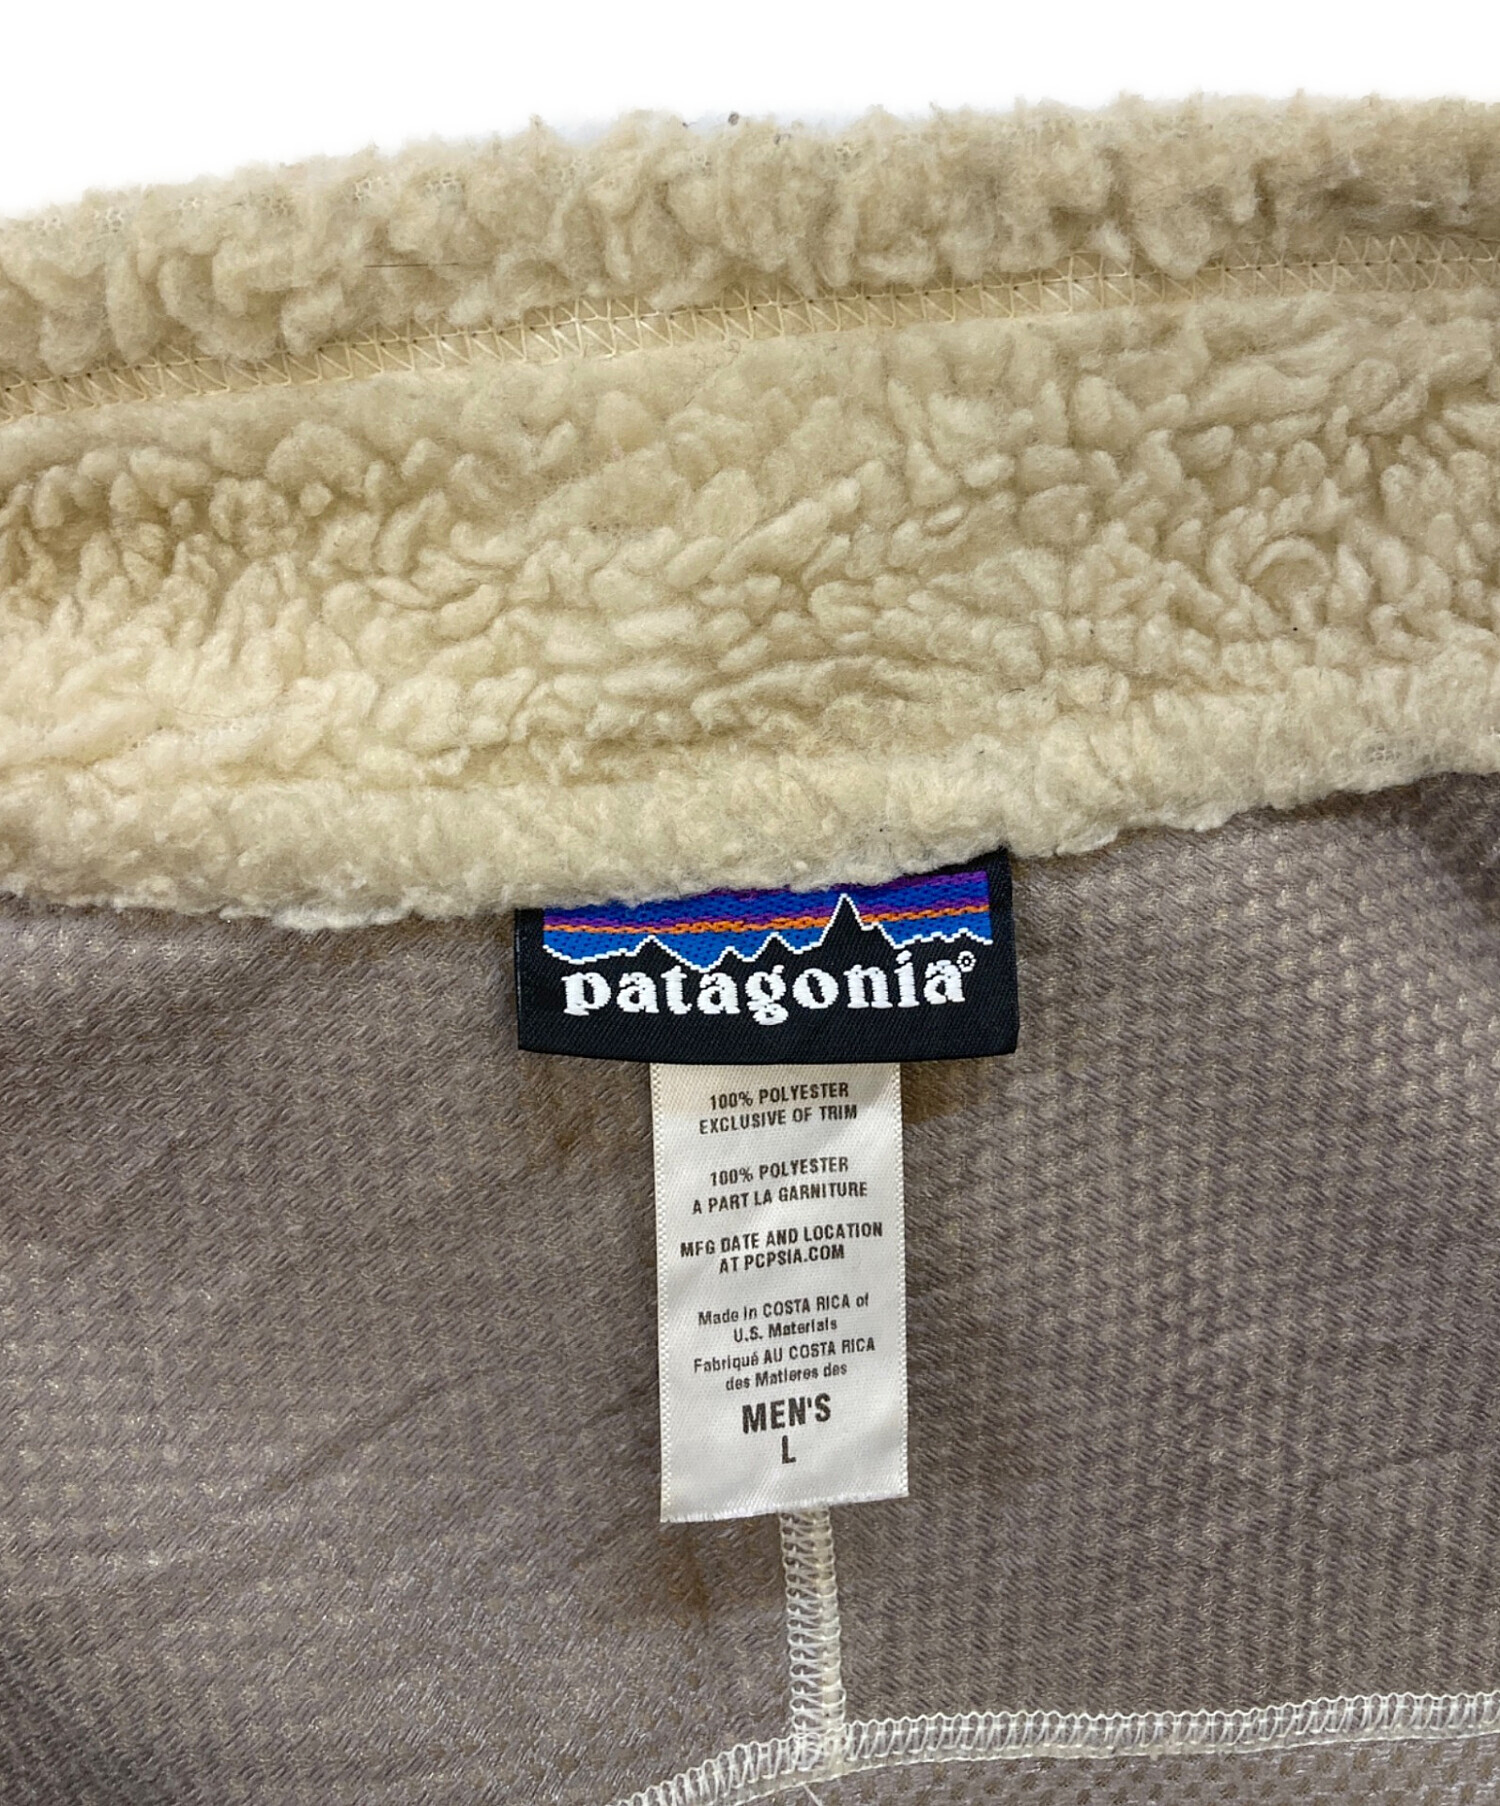 patagonia®
100% POLYESTER
EXCLUSIVE OF TRIM
100% POLYESTER
A PART LA GARNITURE
MFG DATE AND LOCATION
AT PCPSIA.COM
Made in COSTA RICA of
U.S. Materials
Fabriqué AU COSTA RICA
des Matieres des
MEN'S
L